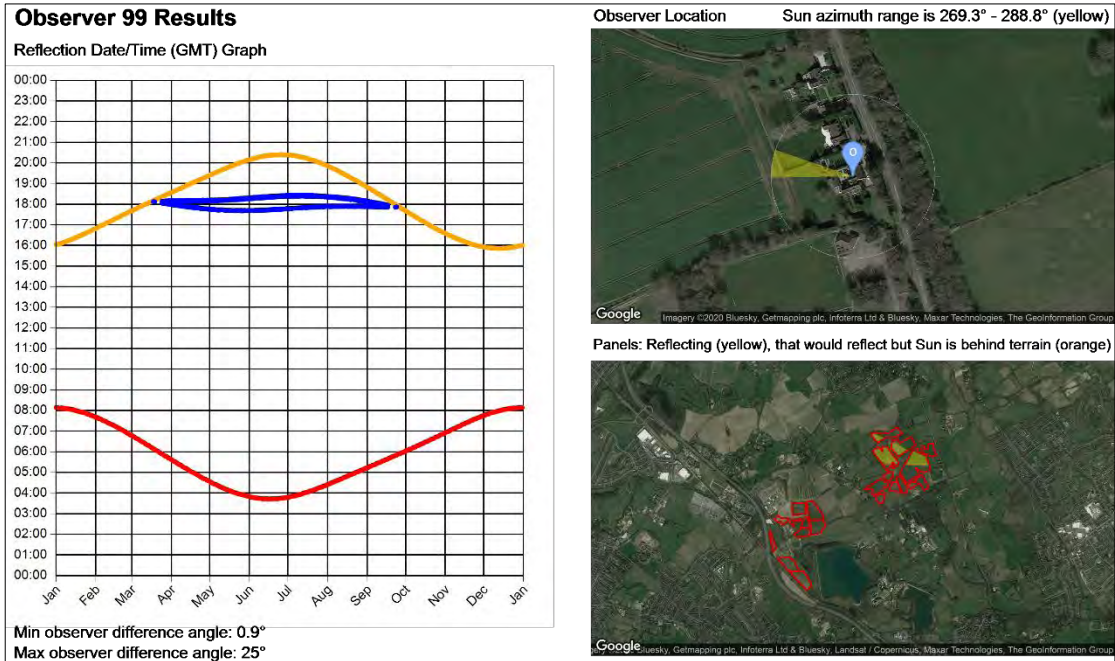 Observer 99 Results
Reflection Date/Time (GMT) Graph
00:00
23:00
22:00
21:00
20:00
19:00
18:00
17:00
16:00
15:00
14:00
13:00
12:00
11:00
10:00
09:00
08:00
07:00
06:00
05:00
04:00
03:00
02:00
01:00
00:00
Jan Feb Mar Apr May Jun Jul Aug Sep Oct Nov Dec Jan
Min observer difference angle: 0.9°
Max observer difference angle: 25°
Observer Location Sun azimuth range is 269.3° - 288.8° (yellow)
O
Google Imagery ©2020 Bluesky, Getmapping plc, Infoterra Ltd & Bluesky, Maxar Technologies, The GeoInformation Group
Panels: Reflecting (yellow), that would reflect but Sun is behind terrain (orange)
Google Bluesky, Getmapping plc, Infoterra Ltd & Bluesky, Landsat / Copernicus, Maxar Technologies, The GeoInformation Group